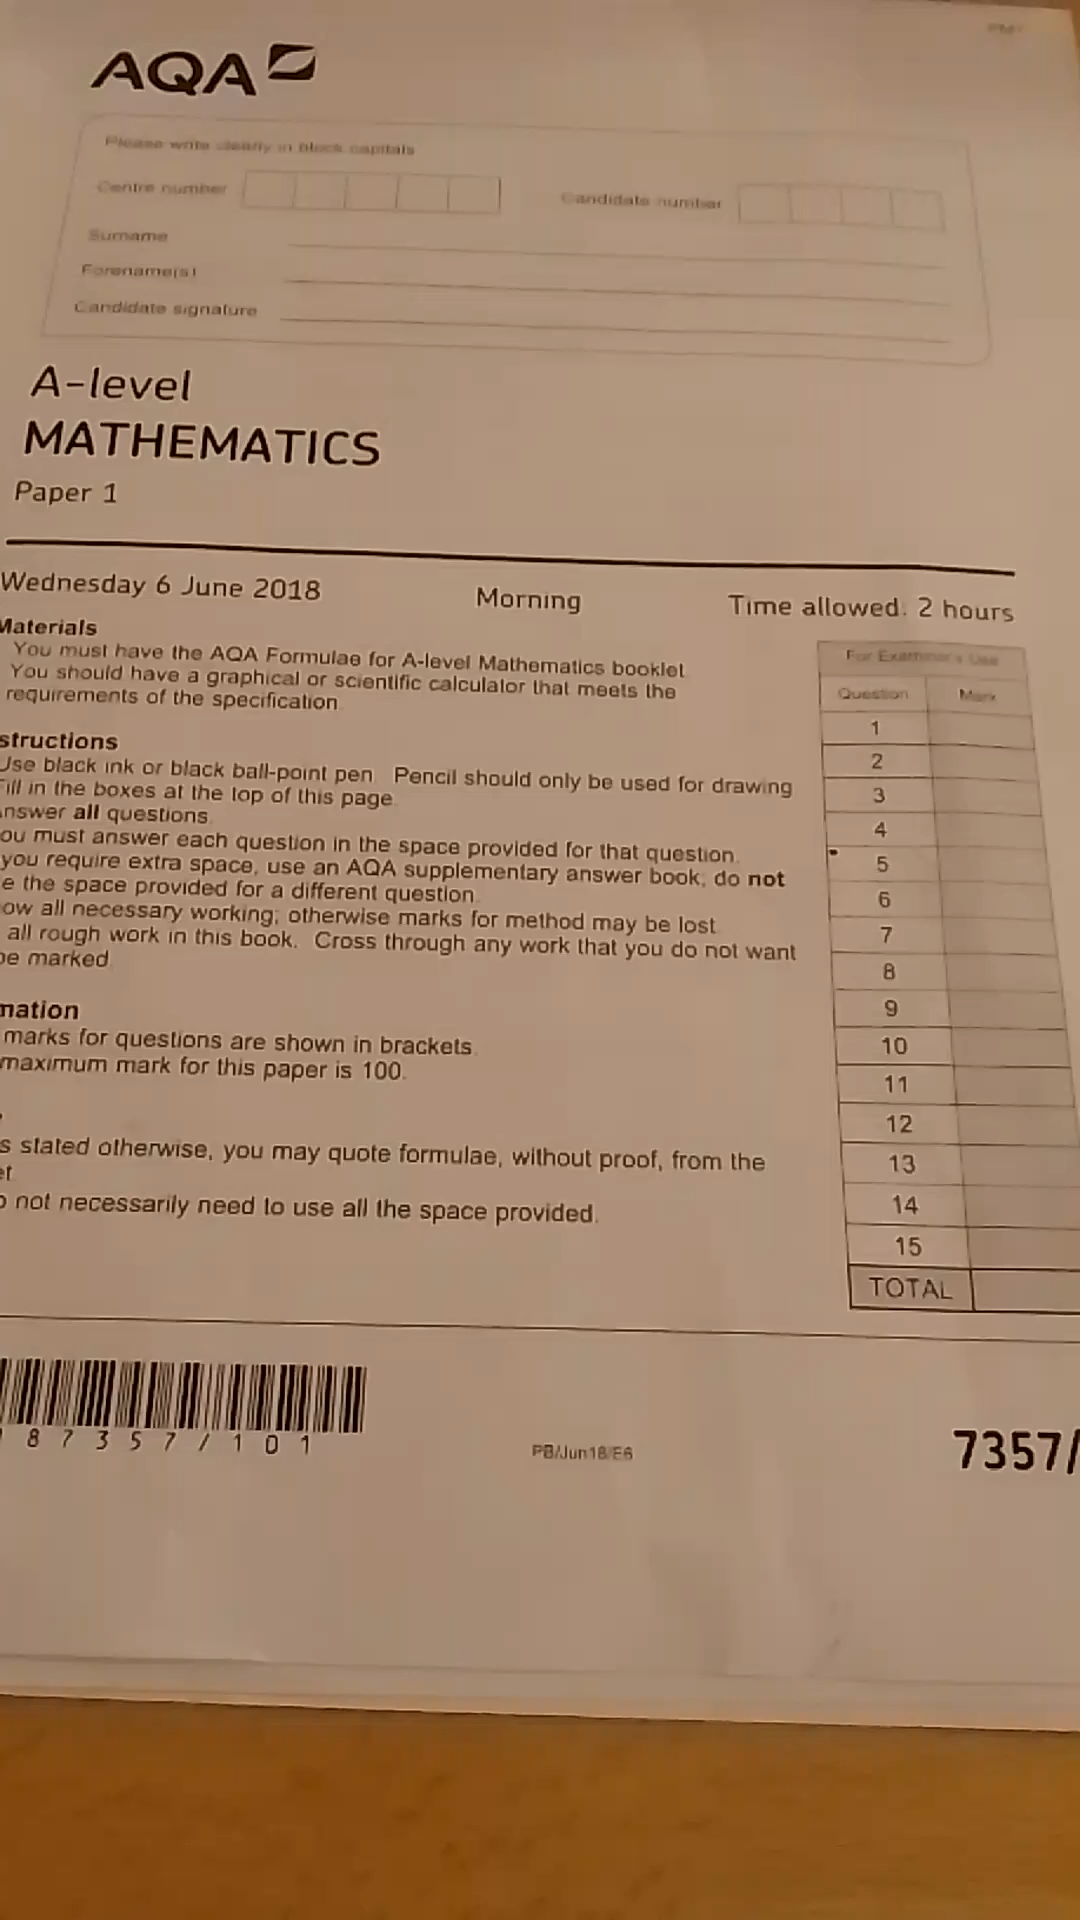 AQA
Please write clearly in block capitals
Centre number
Candidate number
Surname
Forename(s)
Candidate signature
A-level
MATHEMATICS
Paper 1
Wednesday 6 June 2018
Morning
Time allowed: 2 hours
Materials
You must have the AQA Formulae for A-level Mathematics booklet
You should have a graphical or scientific calculator that meets the
requirements of the specification
structions
Use black ink or black ball-point pen Pencil should only be used for drawing
Fill in the boxes at the top of this page.
nswer all questions.
ou must answer each question in the space provided for that question.
you require extra space, use an AQA supplementary answer book; do not
e the space provided for a different question.
ow all necessary working; otherwise marks for method may be lost
all rough work in this book. Cross through any work that you do not want
be marked.
mation
marks for questions are shown in brackets.
maximum mark for this paper is 100.
s stated otherwise, you may quote formulae, without proof, from the
et
o not necessarily need to use all the space provided.
For Examiner's Use
Question Mark
1
2
3
4
5
6
7
8
9
10
11
12
13
14
15
TOTAL
8 7 3 5 7 / 1 0 1
PB/Jun18/E6
7357/